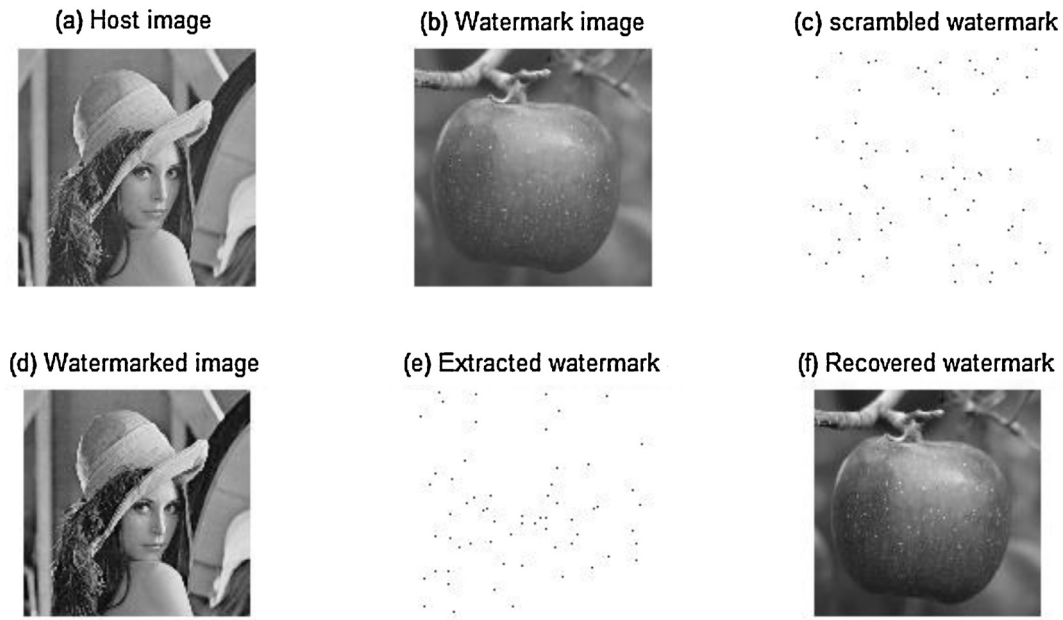 (a) Host image
(b) Watermark image
(c) scrambled watermark
(d) Watermarked image
(e) Extracted watermark
(f) Recovered watermark